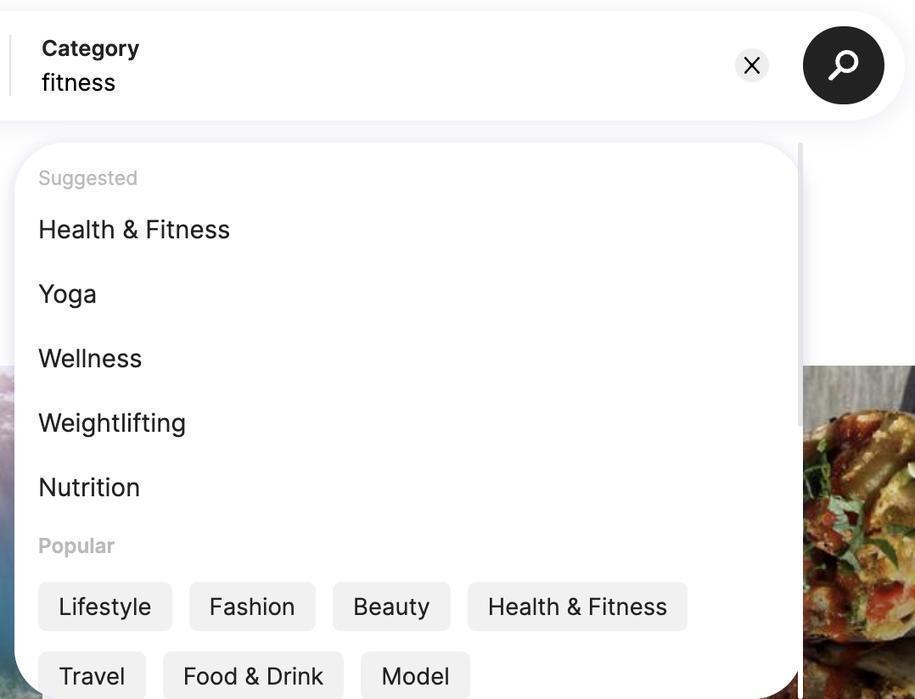 Category
fitness
Suggested
Health & Fitness
Yoga
Wellness
Weightlifting
Nutrition
Popular
Lifestyle Fashion Beauty Health & Fitness
Travel Food & Drink Model